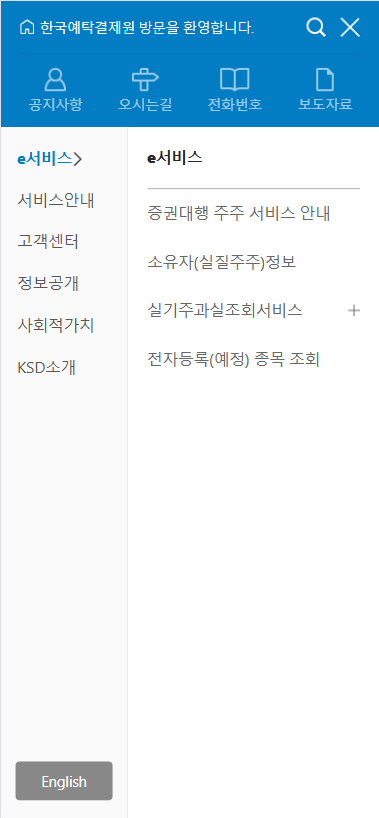 한국예탁결제원 방문을 환영합니다.
공지사항 오시는길 전화번호 보도자료
e서비스
서비스안내
고객센터
정보공개
사회적가치
KSD소개
English
e서비스
증권대행 주주 서비스 안내
소유자(실질주주)정보
실기주과실조회서비스
전자등록(예정) 종목 조회